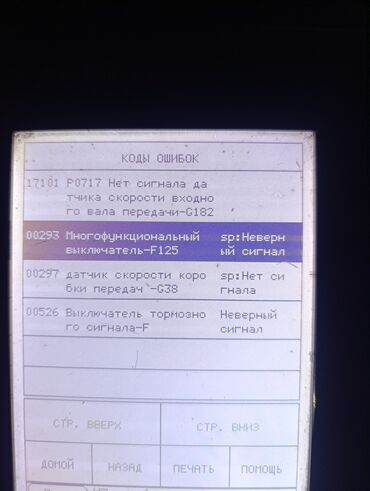 КОДЫ ОШИБОК
17101 P0717 Нет сигнала да
тчика скорости входно
го вала передачи-G182
00293 Многофункциональный sp:Неверн
выключатель-F125 ый сигнал
00297 датчик скорости коро sp:Нет си
бки передач -G38 гнала
00526 Выключатель тормозно Неверный
го сигнала-F сигнал
СТР. ВВЕРХ СТР. ВНИЗ
ДОМОЙ НАЗАД ПЕЧАТЬ ПОМОЩЬ